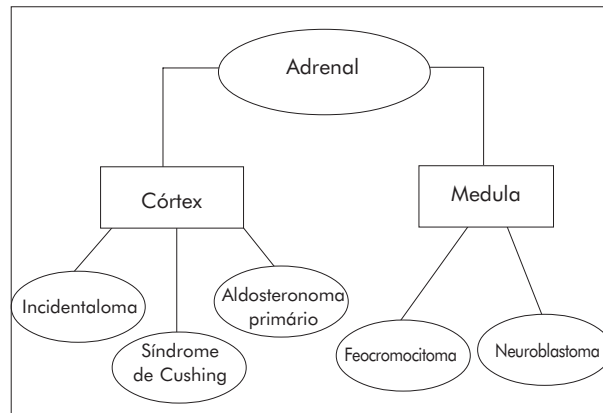 Adrenal
Córtex
Medula
Incidentaloma
Síndrome
de Cushing
Aldosteronoma
primário
Feocromocitoma
Neuroblastoma